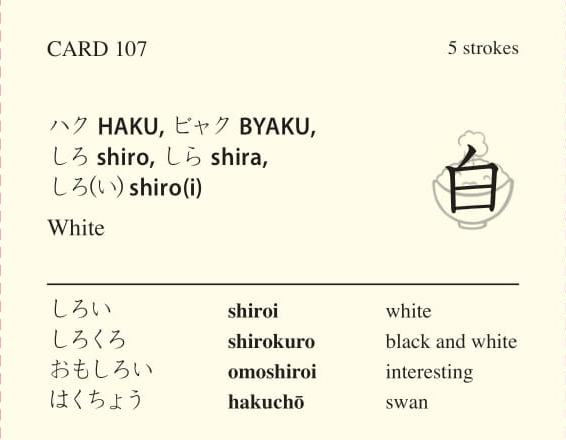 CARD 107 5 strokes
ハク HAKU, ビャク BYAKU,
しろ shiro, しら shira,
しろ(い) shiro(i)
White
白
しろい shiroi white
しろくろ shirokuro black and white
おもしろい omoshiroi interesting
はくちょう hakuchō swan